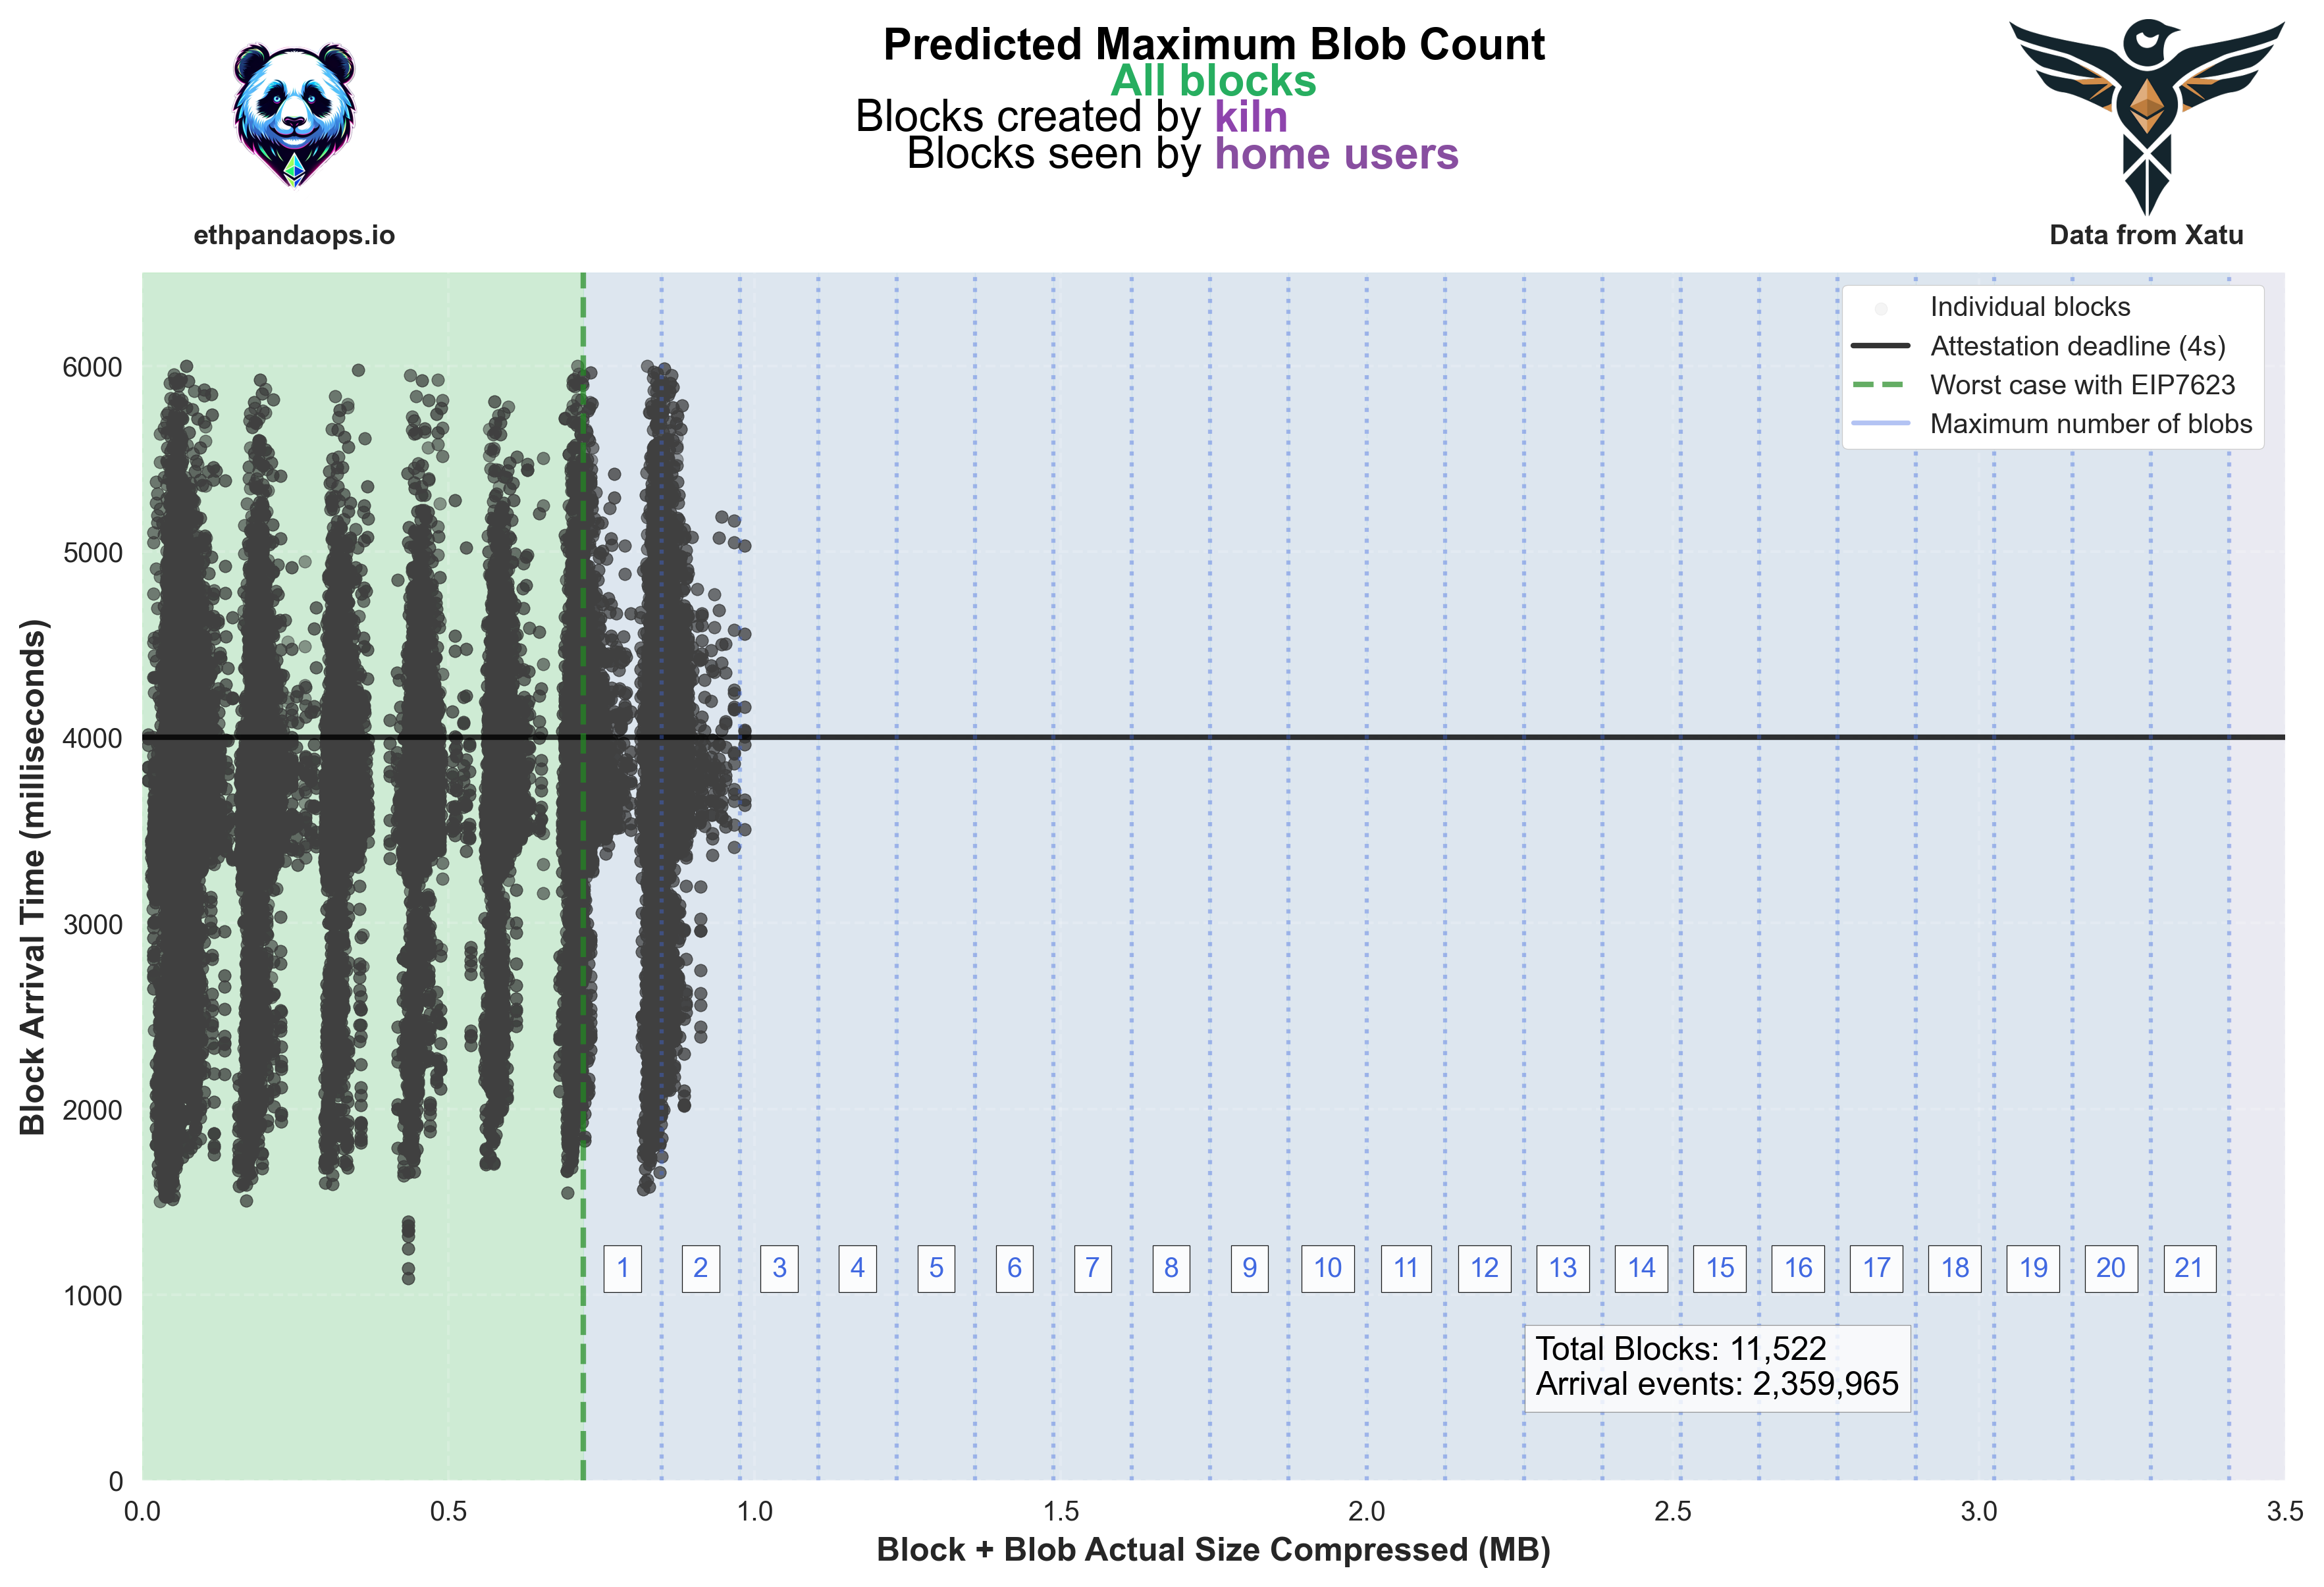 Predicted Maximum Blob Count
All blocks
Blocks created by kiln
Blocks seen by home users
ethpandaops.io
Data from Xatu
Individual blocks
Attestation deadline (4s)
Worst case with EIP7623
Maximum number of blobs
Block Arrival Time (milliseconds)
6000
5000
4000
3000
2000
1000
0
1 2 3 4 5 6 7 8 9 10 11 12 13 14 15 16 17 18 19 20 21
Total Blocks: 11,522
Arrival events: 2,359,965
0.0 0.5 1.0 1.5 2.0 2.5 3.0 3.5
Block + Blob Actual Size Compressed (MB)